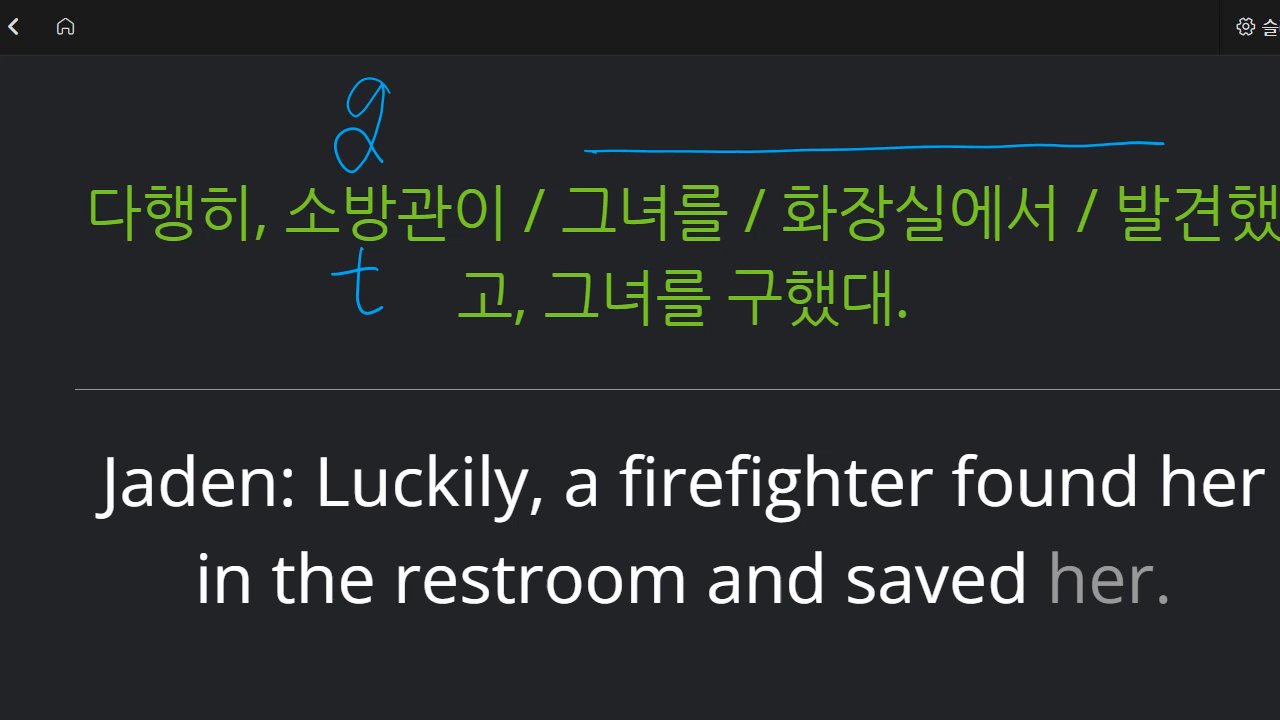 슬
g
a
다행히, 소방관이 / 그녀를 / 화장실에서 / 발견했
t
고, 그녀를 구했대.
Jaden: Luckily, a firefighter found her
in the restroom and saved her.